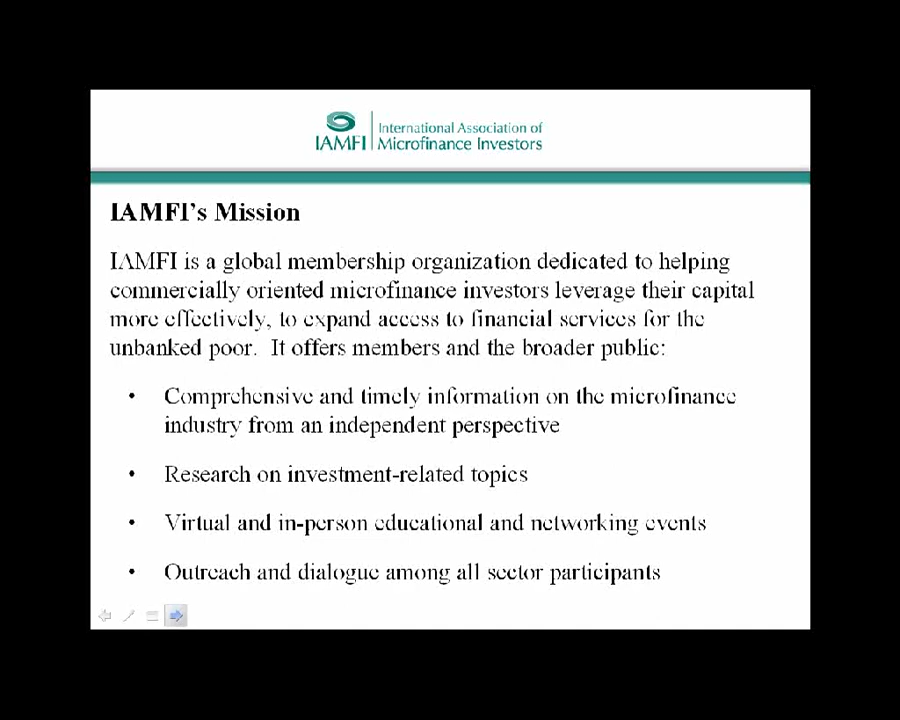 IAMFI
International Association of
Microfinance Investors
IAMFI's Mission
IAMFI is a global membership organization dedicated to helping
commercially oriented microfinance investors leverage their capital
more effectively, to expand access to financial services for the
unbanked poor.  It offers members and the broader public:
• Comprehensive and timely information on the microfinance
industry from an independent perspective
• Research on investment-related topics
• Virtual and in-person educational and networking events
• Outreach and dialogue among all sector participants